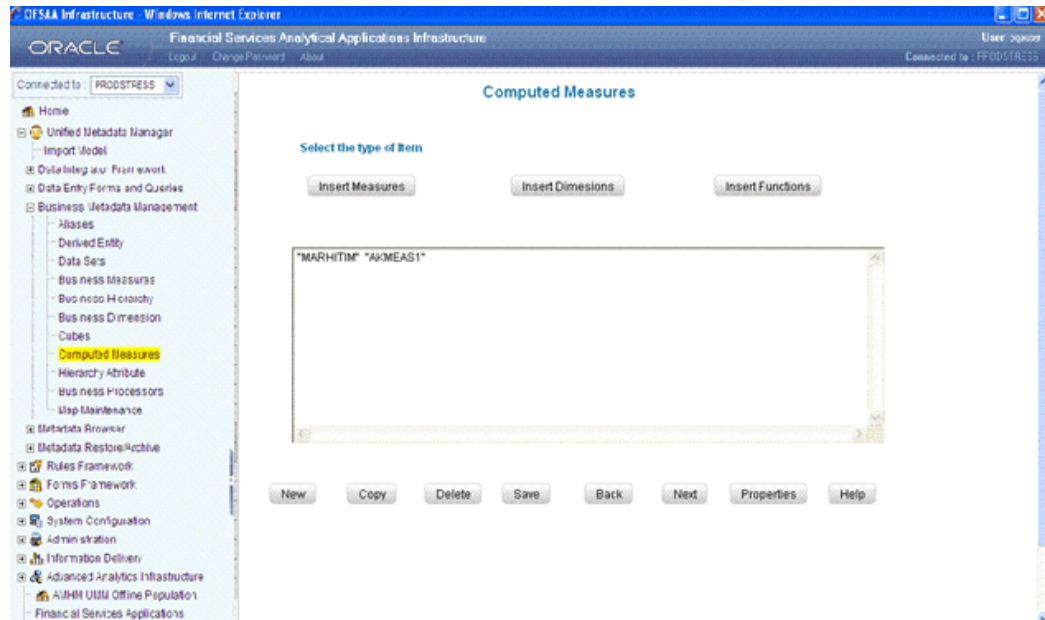 OFSAA Infrastructure - Windows Internet Explorer
ORACLE
Financial Services Analytical Applications Infrastructure
User
Logout Change Password About
Connected to : PRODSTRESS
Connected to : PRODSTRESS
Home
Unified Metadata Manager
Import Model
Data Integrator Framework
Data Entry Forms and Queries
Business Metadata Management
Aliases
Derived Entity
Data Sets
Business Measures
Business Hierarchy
Business Dimension
Cubes
Computed Measures
Hierarchy Attribute
Business Processors
Map Maintenance
Metadata Browser
Metadata Restore/Archive
Rules Framework
Forms Framework
Operations
System Configuration
Administration
Information Delivery
Advanced Analytics Infrastructure
UMM Offline Population
Financial Services Applications
Computed Measures
Select the type of Item
Insert Measures Insert Dimesions Insert Functions
"MARHITIM" "AKMEAS1"
New Copy Delete Save Back Next Properties Help